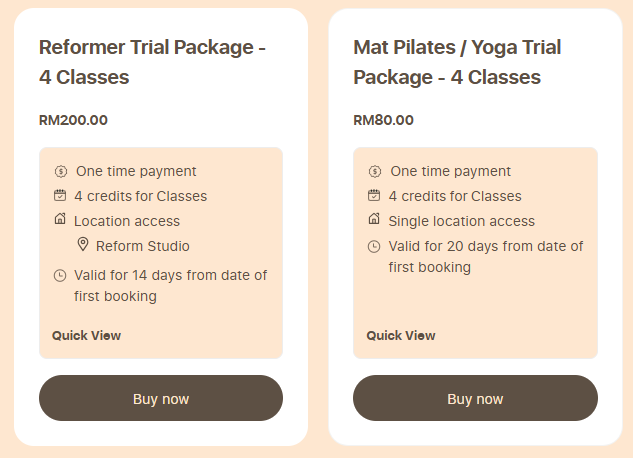 Reformer Trial Package -
4 Classes
RM200.00
One time payment
4 credits for Classes
Location access
Reform Studio
Valid for 14 days from date of
first booking
Quick View
Buy now
Mat Pilates / Yoga Trial
Package - 4 Classes
RM80.00
One time payment
4 credits for Classes
Single location access
Valid for 20 days from date of
first booking
Quick View
Buy now